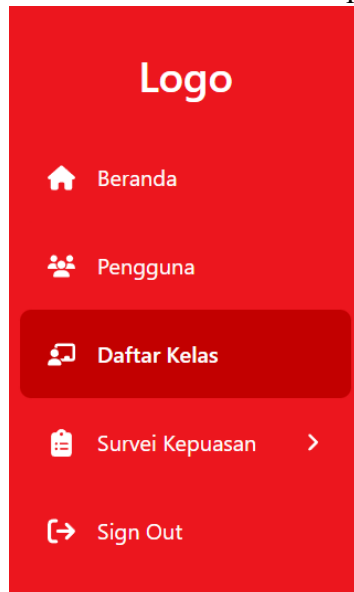 Logo
Beranda
Pengguna
Daftar Kelas
Survei Kepuasan
Sign Out